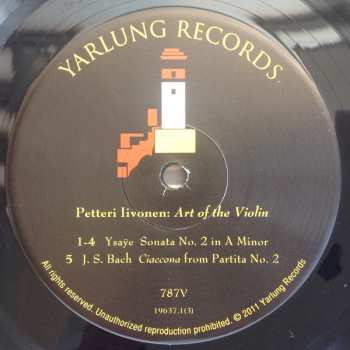 YARLUNG RECORDS
Petteri Iivonen: Art of the Violin
1-4 Ysaÿe Sonata No. 2 in A Minor
5 J. S. Bach Ciaccona from Partita No. 2
787V
19637.1(3)
All rights reserved. Unauthorized reproduction prohibited. © 2011 Yarlung Records